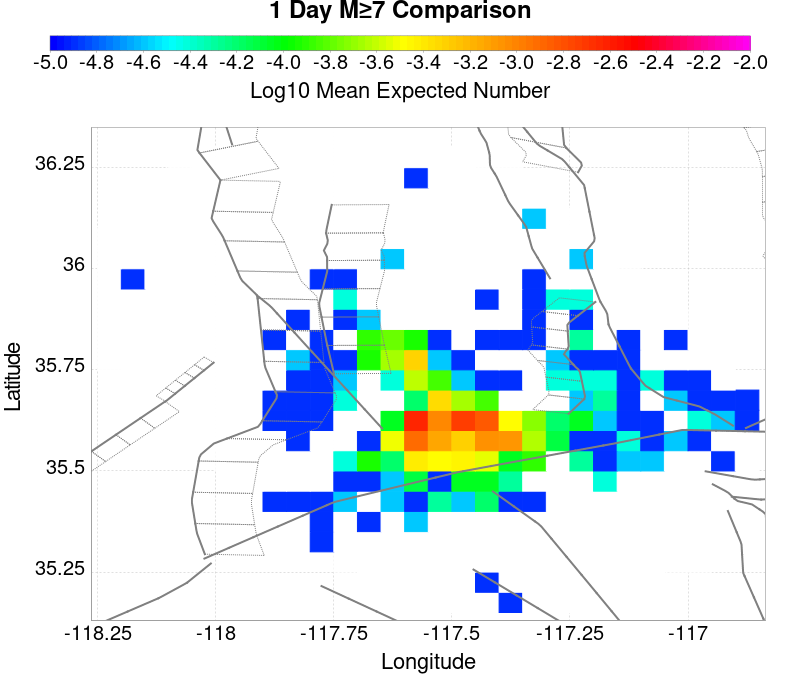 1 Day M≥7 Comparison
-5.0 -4.8 -4.6 -4.4 -4.2 -4.0 -3.8 -3.6 -3.4 -3.2 -3.0 -2.8 -2.6 -2.4 -2.2 -2.0
Log10 Mean Expected Number
36.25
36
35.75
35.5
35.25
Latitude
-118.25 -118 -117.75 -117.5 -117.25 -117
Longitude